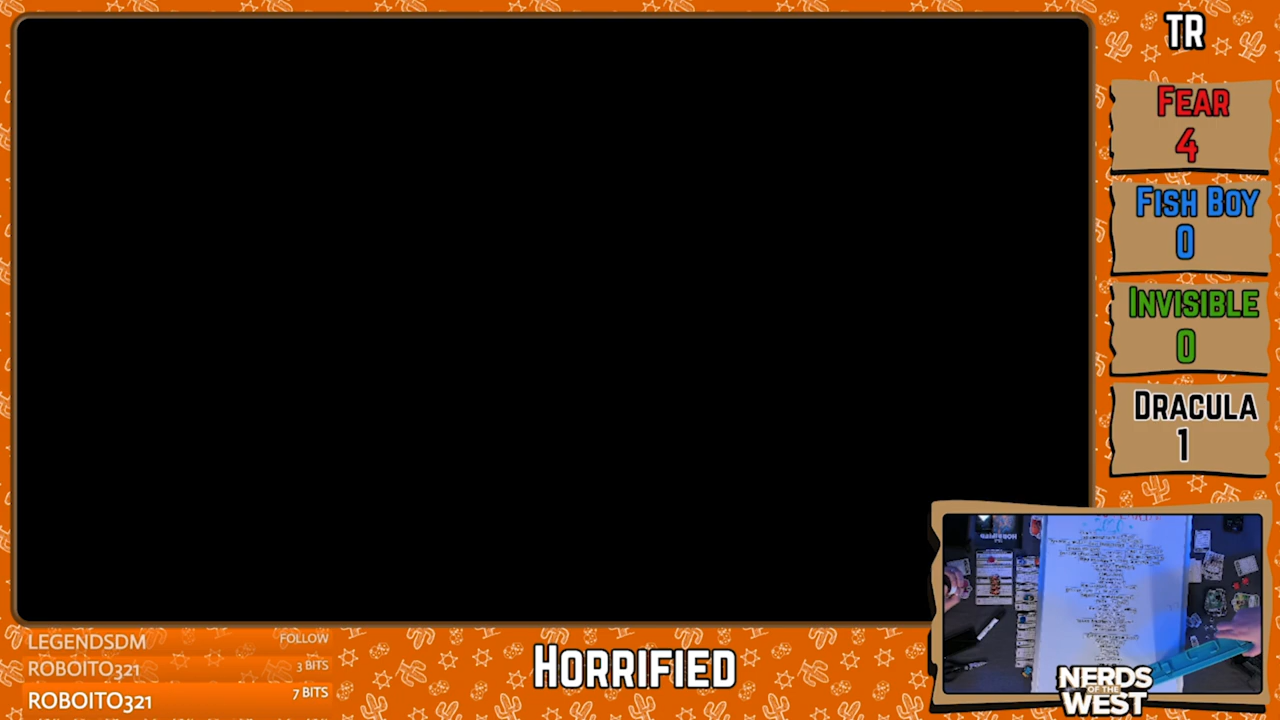 TR
FEAR
4
FISH BOY
0
INVISIBLE
0
DRACULA
1
LEGENDSDM FOLLOW
ROBOITO321 3 BITS
ROBOITO321 7 BITS
HORRIFIED
NERDS
OF THE
WEST